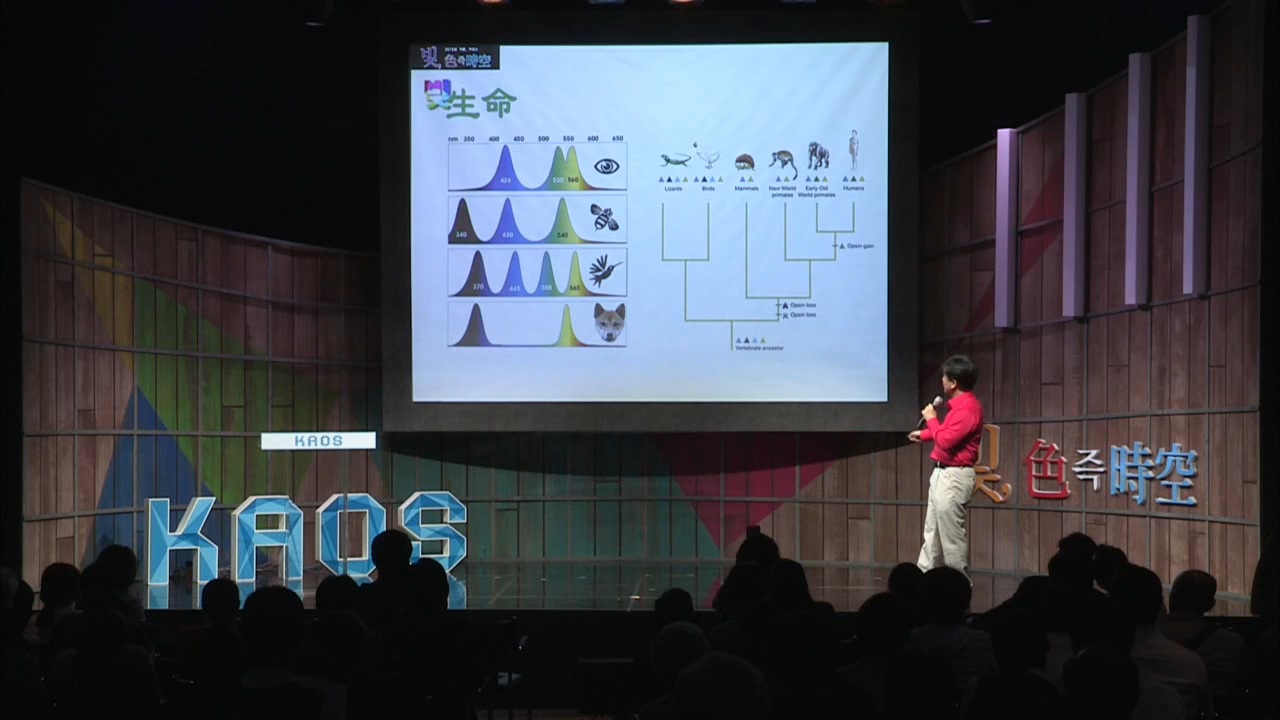 빛, 色즉時空
빛生命
nm 350 400 450 500 550 600 650
424 530 560
340 430 540
370 445 508 565
Lizards Birds Mammals New World primates Early Old World primates Humans
Opsin gain
Opsin loss
Opsin loss
Vertebrate ancestor
KAOS
KAOS
빛 色즉時空